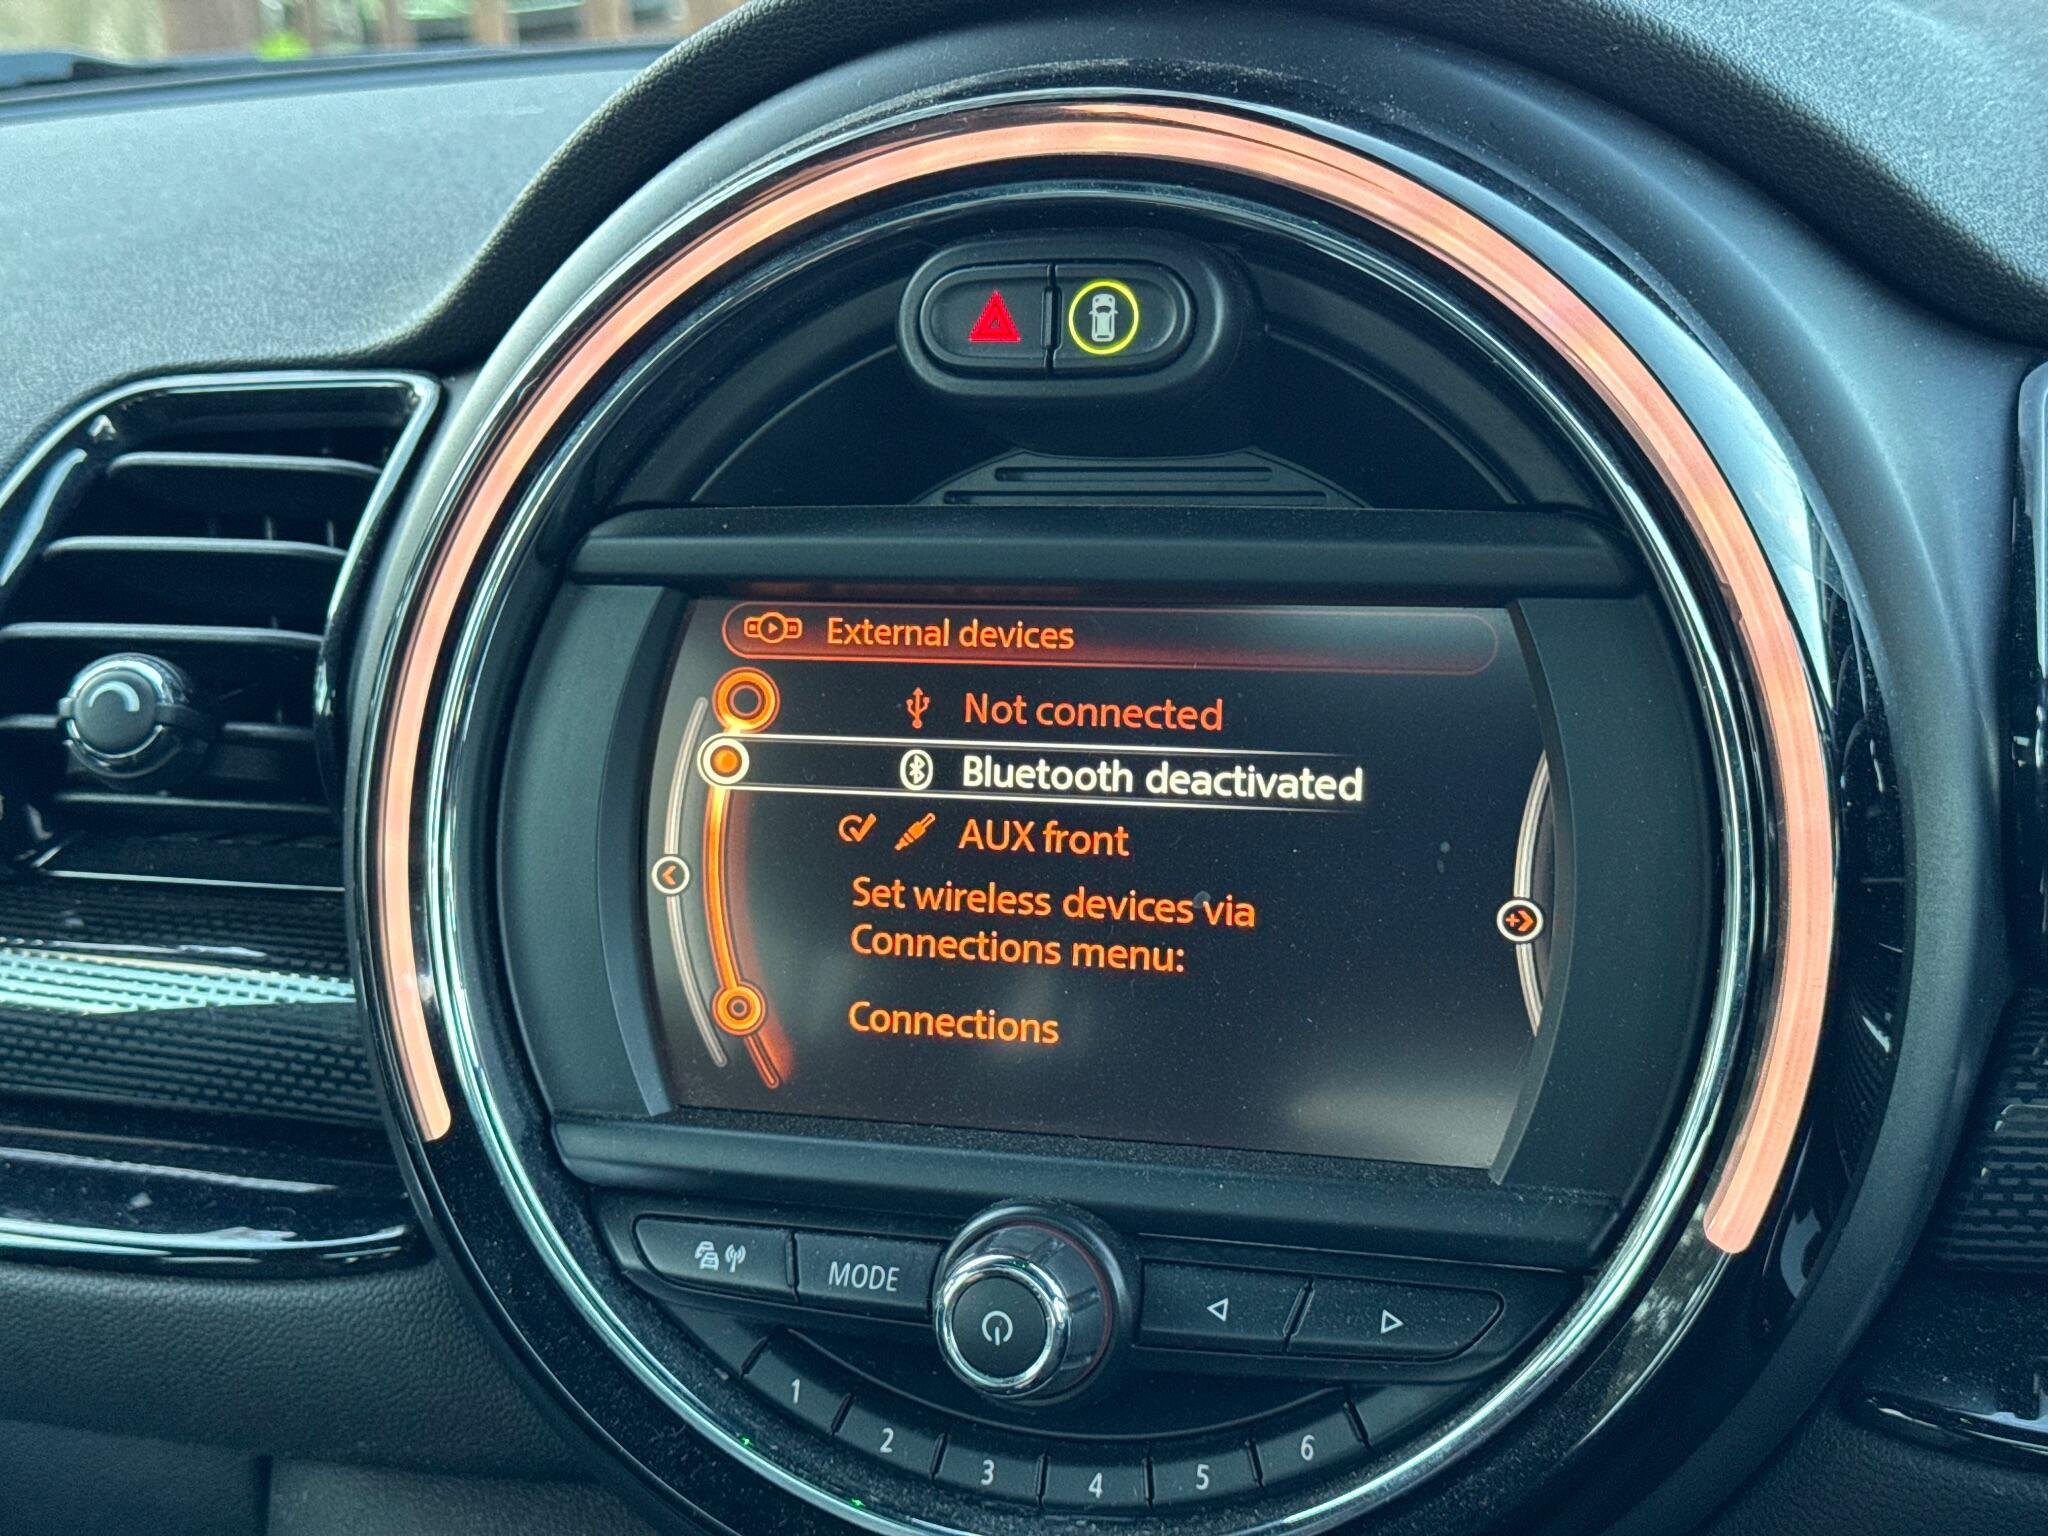 External devices
Not connected
Bluetooth deactivated
AUX front
Set wireless devices via
Connections menu:
Connections
MODE
1
2
3
4
5
6